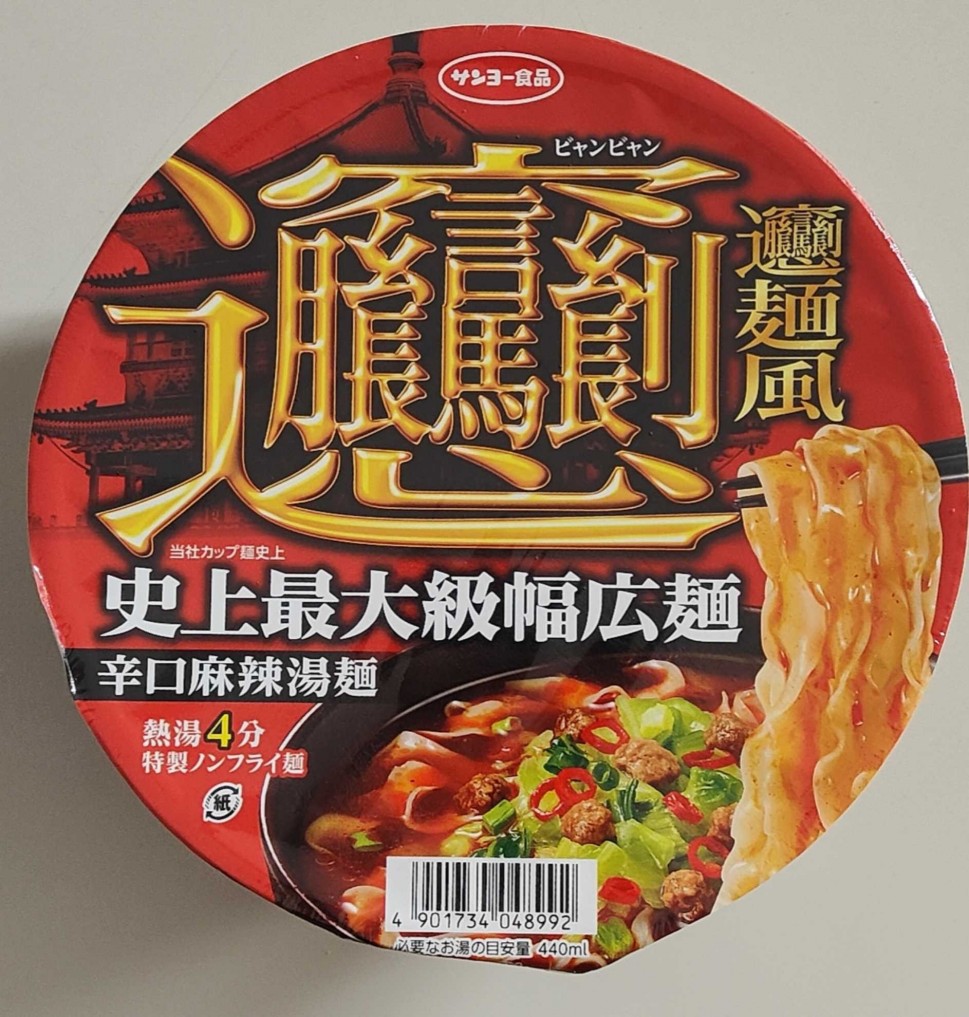 サンヨー食品
ビャンビャン
𰻞
𰻞麺風
当社カップ麺史上
史上最大級幅広麺
辛口麻辣湯麺
熱湯4分
特製ノンフライ麺
紙
4 901734 048992
必要なお湯の目安量 440ml